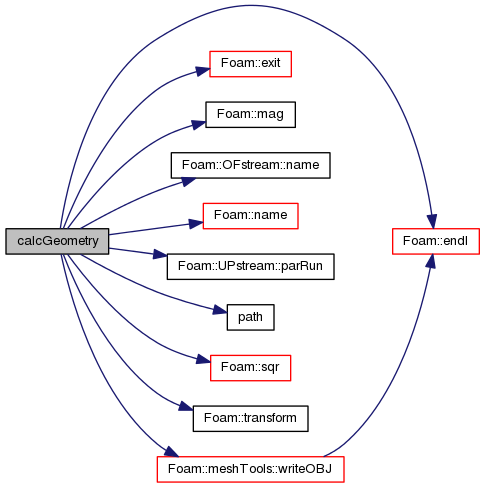 Foam::exit
Foam::mag
Foam::OFstream::name
Foam::name
calcGeometry
Foam::endl
Foam::UPstream::parRun
path
Foam::sqr
Foam::transform
Foam::meshTools::writeOBJ